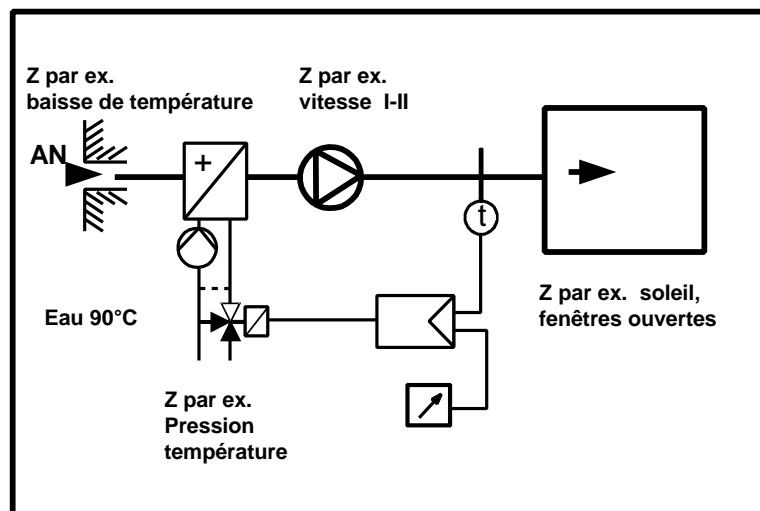 Z par ex.
baisse de température
Z par ex.
vitesse I-II
AN
+
t
Eau 90°C
Z par ex. soleil,
fenêtres ouvertes
Z par ex.
Pression
température